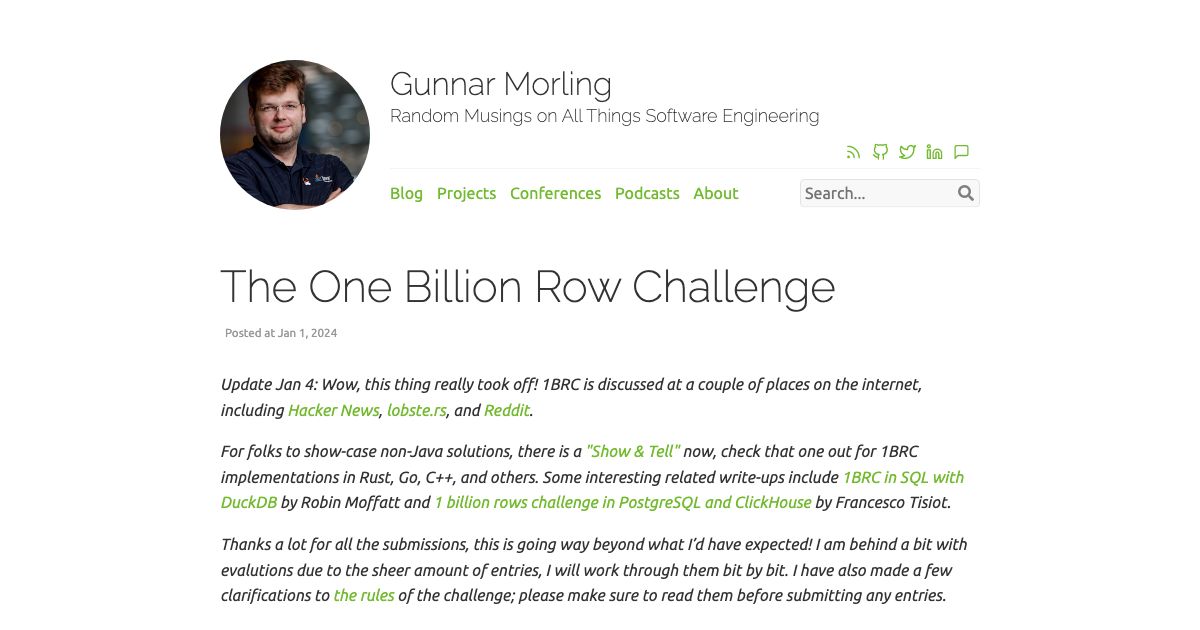 Gunnar Morling
Random Musings on All Things Software Engineering
Blog Projects Conferences Podcasts About
Search...
The One Billion Row Challenge
Posted at Jan 1, 2024
Update Jan 4: Wow, this thing really took off! 1BRC is discussed at a couple of places on the internet,
including Hacker News, lobste.rs, and Reddit.
For folks to show-case non-Java solutions, there is a "Show & Tell" now, check that one out for 1BRC
implementations in Rust, Go, C++, and others. Some interesting related write-ups include 1BRC in SQL with
DuckDB by Robin Moffatt and 1 billion rows challenge in PostgreSQL and ClickHouse by Francesco Tisiot.
Thanks a lot for all the submissions, this is going way beyond what I’d have expected! I am behind a bit with
evalutions due to the sheer amount of entries, I will work through them bit by bit. I have also made a few
clarifications to the rules of the challenge; please make sure to read them before submitting any entries.